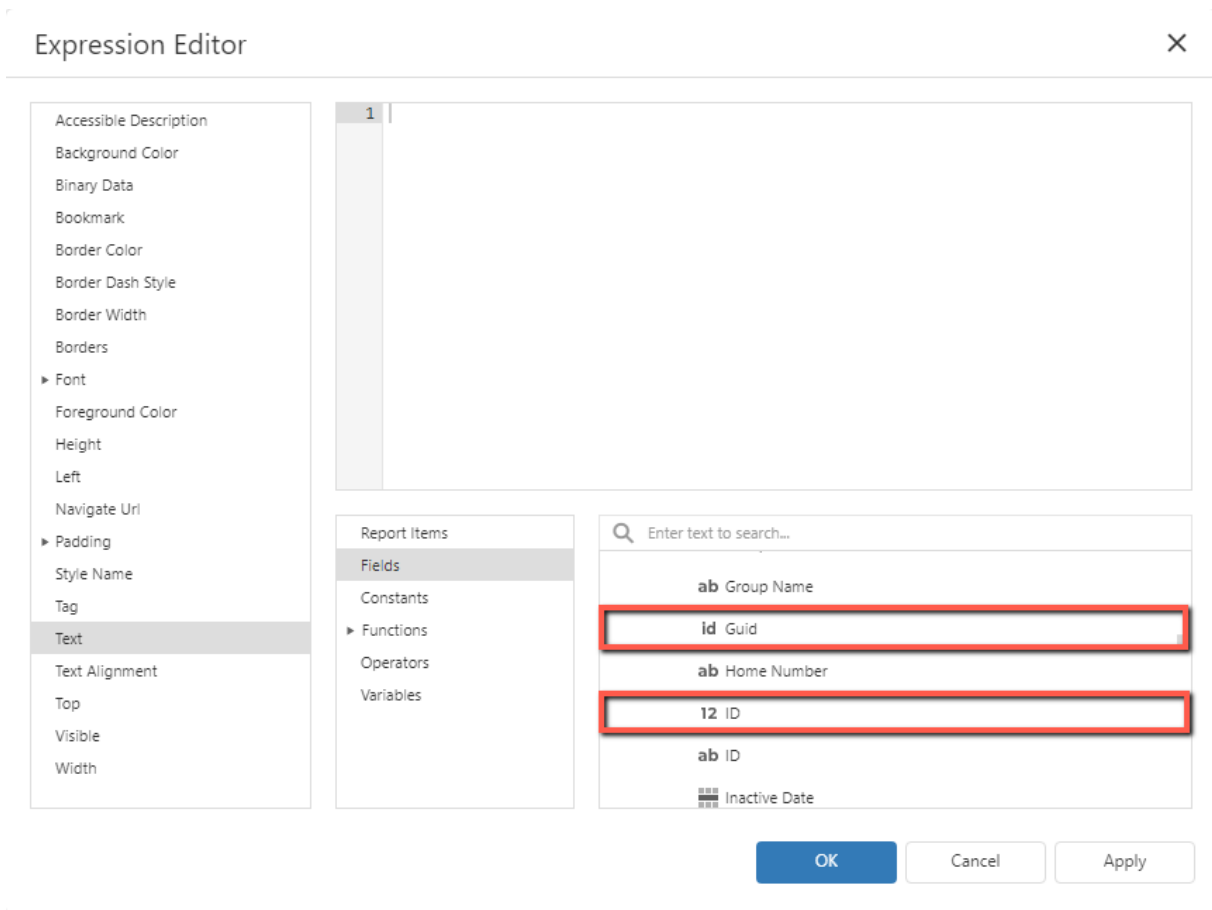 Expression Editor
Accessible Description
Background Color
Binary Data
Bookmark
Border Color
Border Dash Style
Border Width
Borders
Font
Foreground Color
Height
Left
Navigate Url
Padding
Style Name
Tag
Text
Text Alignment
Top
Visible
Width
1
Report Items
Fields
Constants
Functions
Operators
Variables
Enter text to search...
ab Group Name
id Guid
ab Home Number
12 ID
ab ID
Inactive Date
OK
Cancel
Apply